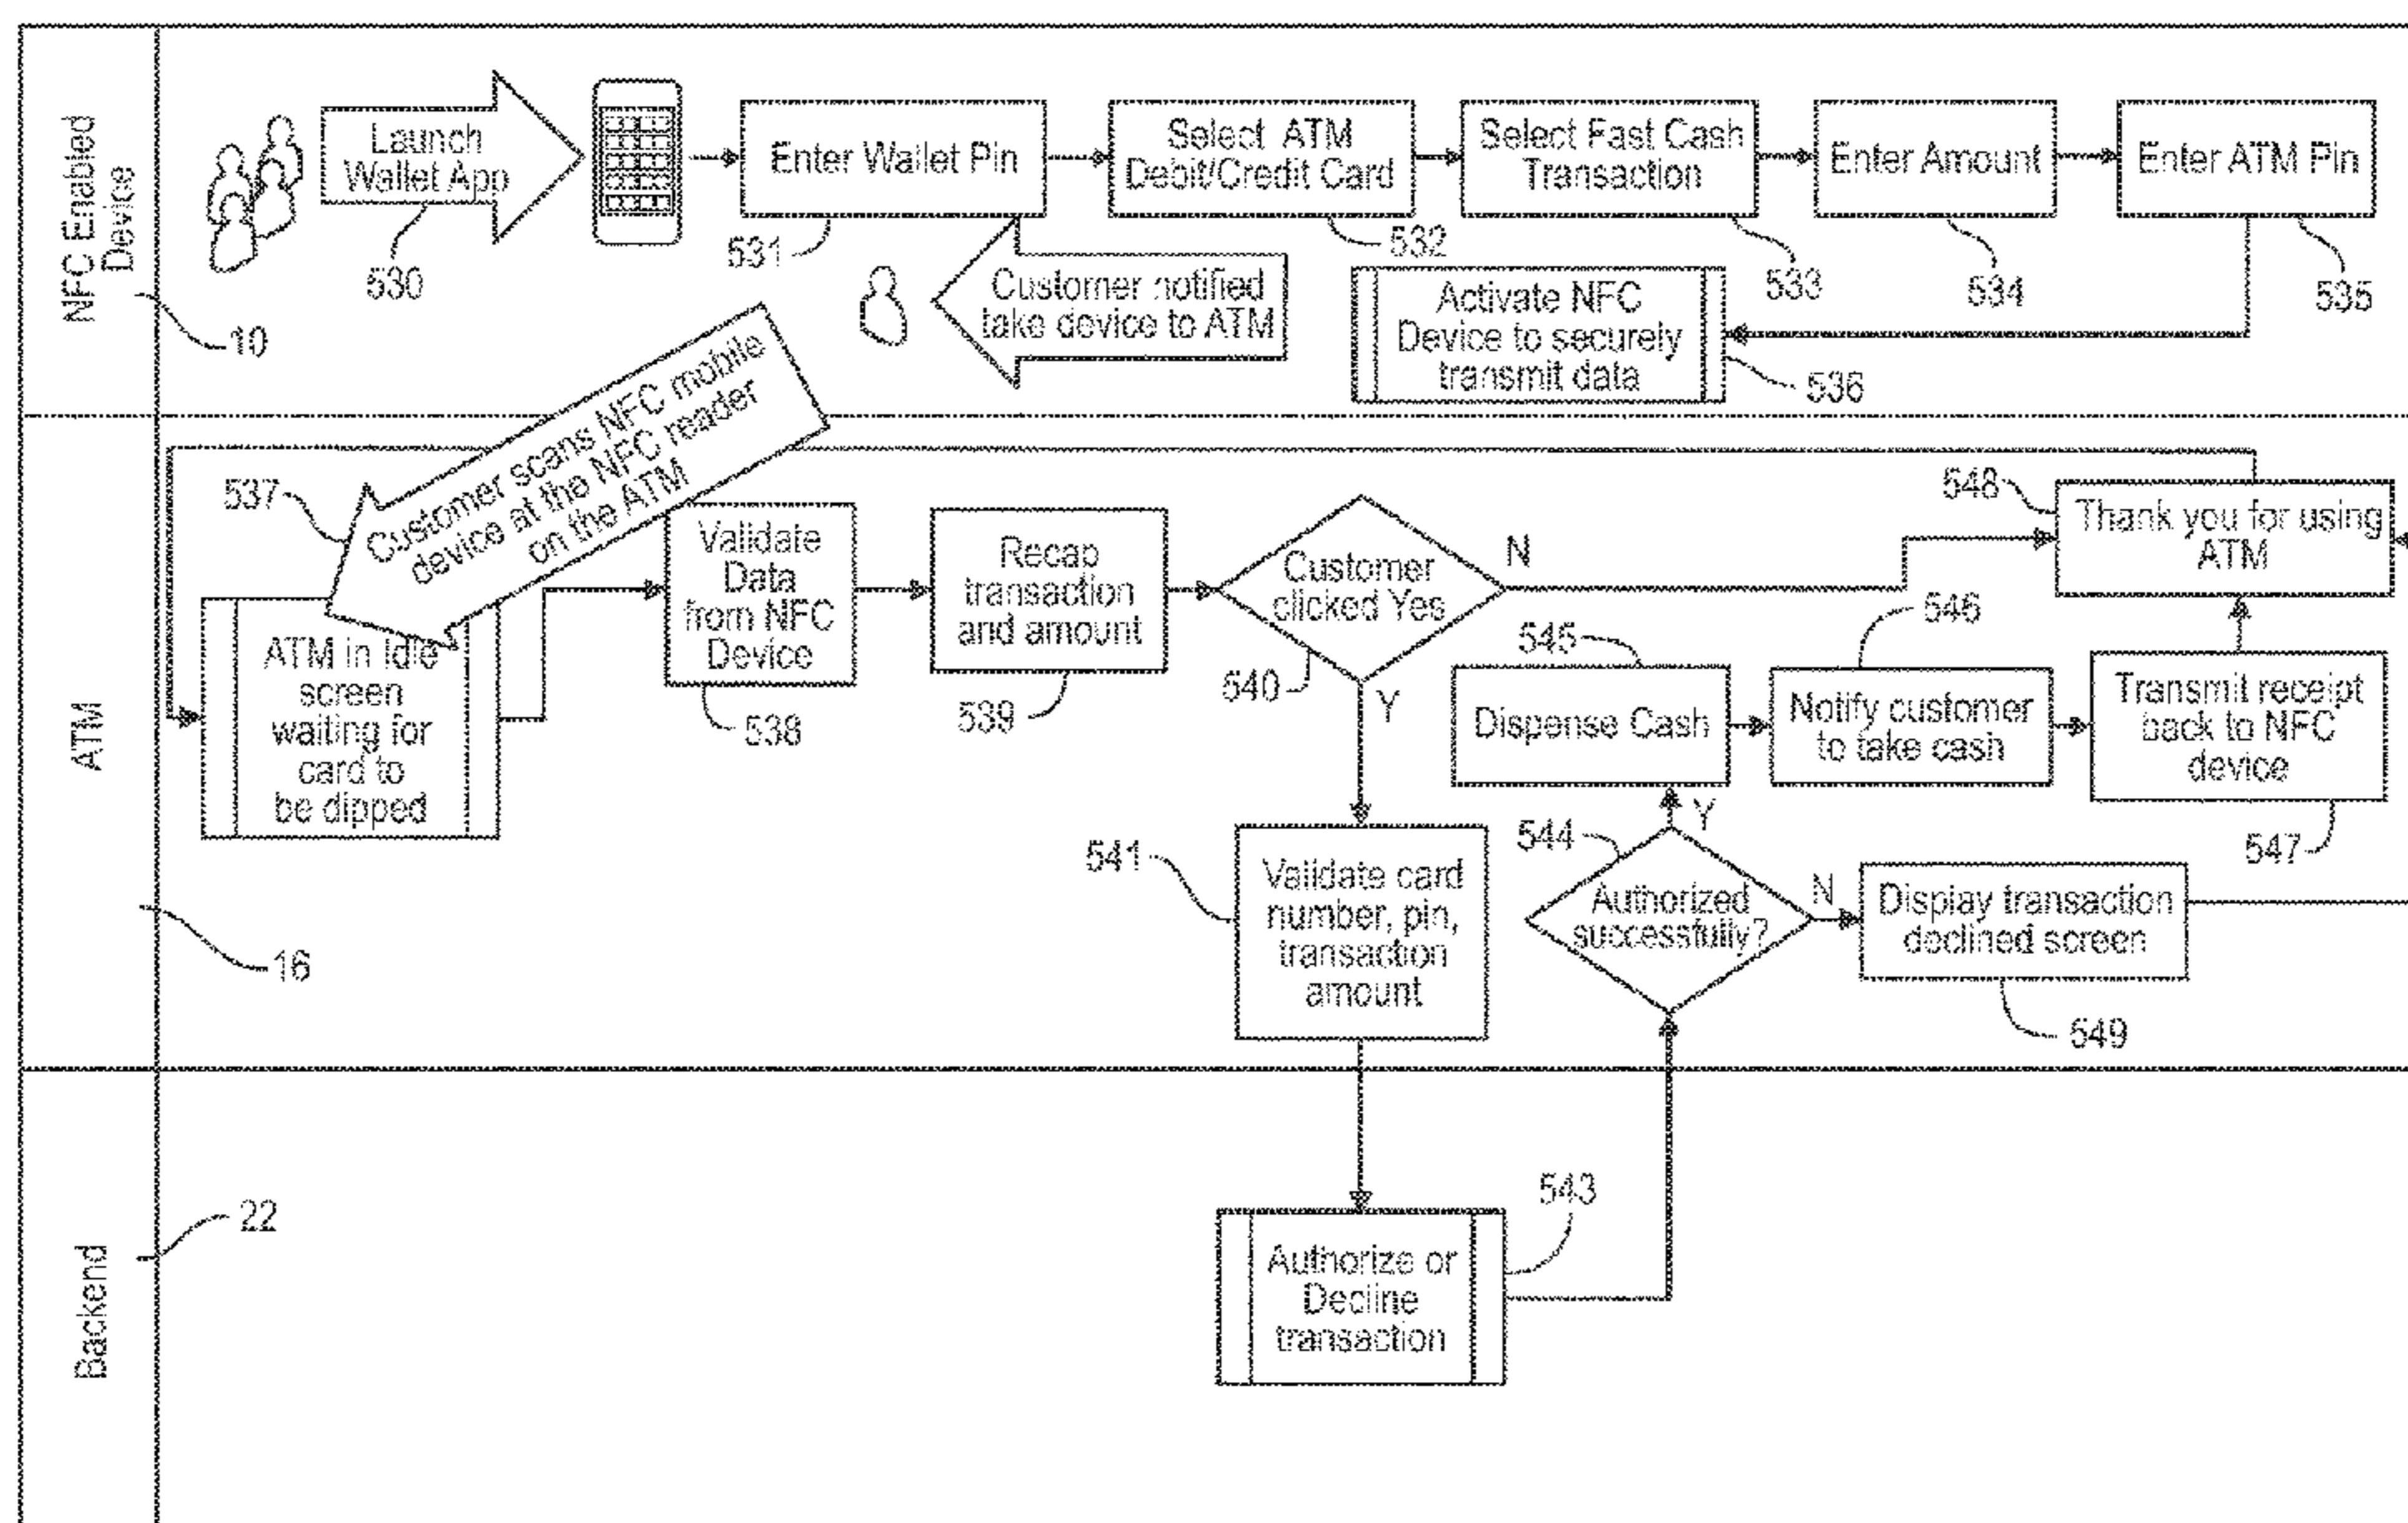 NFC Enabled
Device
10
Launch
Wallet App
530
Enter Wallet Pin
531
Select ATM
Debit/Credit Card
532
Select Fast Cash
Transaction
533
Enter Amount
534
Enter ATM Pin
535
Customer notified
take device to ATM
Activate NFC
Device to securely
transmit data
536
ATM
16
537
Customer scans NFC mobile
device at the NFC reader
on the ATM
ATM in Idle
screen
waiting for
card to
be dipped
Validate
Data
from NFC
Device
538
Recap
transaction
and amount
539
Customer
clicked Yes
540
N
Y
548
Thank you for using
ATM
545
Dispense Cash
546
Notify customer
to take cash
Transmit receipt
back to NFC
device
547
541
Validate card
number, pin,
transaction
amount
544
Authorized
successfully?
Y
N
Display transaction
declined screen
549
Backend
22
543
Authorize or
Decline
transaction